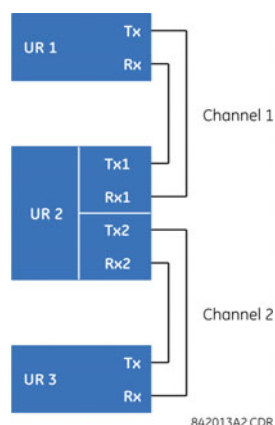 Tx
UR 1
Rx
Channel 1
Tx1
Rx1
UR 2
Tx2
Rx2
Channel 2
Tx
UR 3
Rx
842013A2.CDR